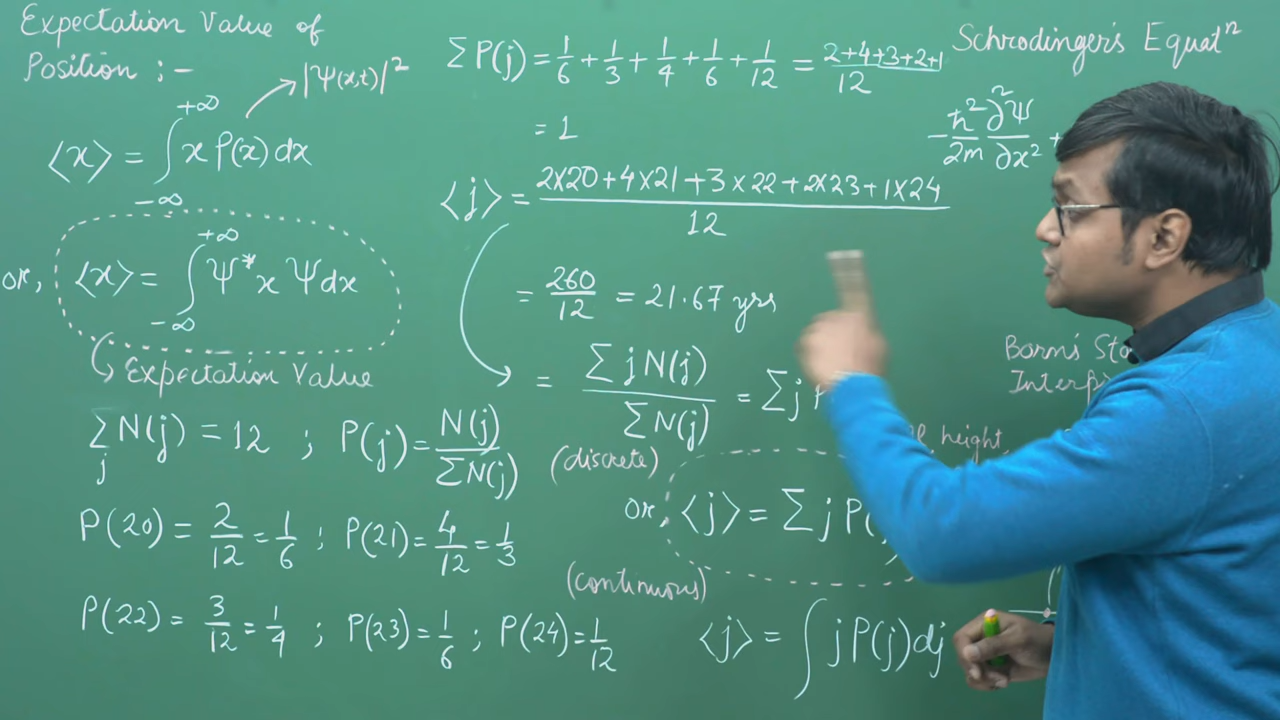 Expectation Value of
Position :-
|Ψ(x,t)|²
⟨x⟩ = ∫_{-∞}^{+∞} x P(x) dx
or, ⟨x⟩ = ∫_{-∞}^{+∞} Ψ* x Ψ dx
Expectation Value
∑_j N(j) = 12 ; P(j) = N(j)/∑N(j)
P(20) = 2/12 = 1/6 ; P(21) = 4/12 = 1/3
P(22) = 3/12 = 1/4 ; P(23) = 1/6 ; P(24) = 1/12
∑P(j) = 1/6 + 1/3 + 1/4 + 1/6 + 1/12 = (2+4+3+2+1)/12
= 1
⟨j⟩ = (2×20+4×21+3×22+2×23+1×24)/12
= 260/12 = 21.67 yrs
= ∑jN(j)/∑N(j) = ∑j
(discrete)
or, ⟨j⟩ = ∑j P(
(continuous)
⟨j⟩ = ∫ j P(j) dj
Schrodinger's Equatⁿ
-ħ²/2m ∂²Ψ/∂x² +
Born's
height